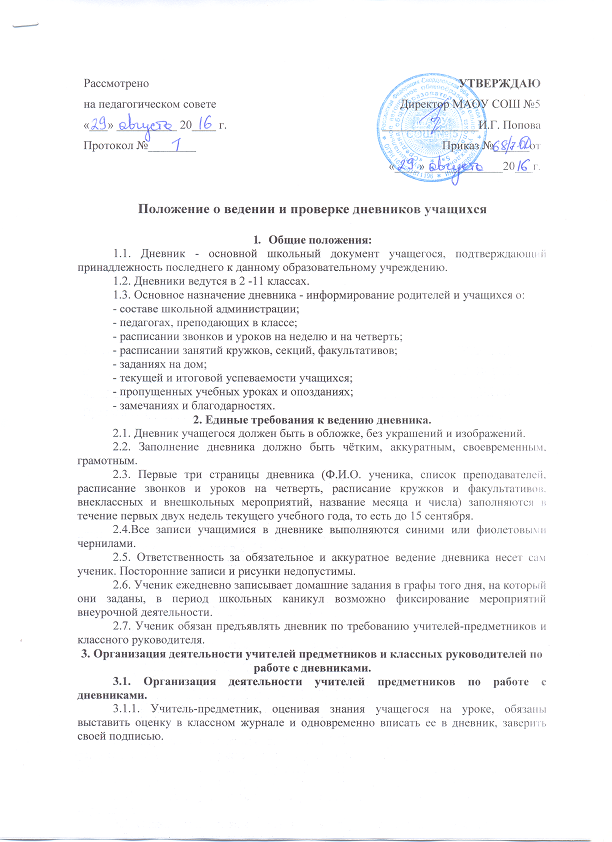 Рассмотрено УТВЕРЖДАЮ
на педагогическом совете Директор МАОУ СОШ №5
«29» августа 2016 г. И.Г. Попова
Протокол № 1 Приказ № 68/7-О от
«29» августа 2016 г.
Положение о ведении и проверке дневников учащихся
1. Общие положения:
1.1. Дневник - основной школьный документ учащегося, подтверждающий
принадлежность последнего к данному образовательному учреждению.
1.2. Дневники ведутся в 2 -11 классах.
1.3. Основное назначение дневника - информирование родителей и учащихся о:
- составе школьной администрации;
- педагогах, преподающих в классе;
- расписании звонков и уроков на неделю и на четверть;
- расписании занятий кружков, секций, факультативов;
- заданиях на дом;
- текущей и итоговой успеваемости учащихся;
- пропущенных учебных уроках и опозданиях;
- замечаниях и благодарностях.
2. Единые требования к ведению дневника.
2.1. Дневник учащегося должен быть в обложке, без украшений и изображений.
2.2. Заполнение дневника должно быть чётким, аккуратным, своевременным,
грамотным.
2.3. Первые три страницы дневника (Ф.И.О. ученика, список преподавателей,
расписание звонков и уроков на четверть, расписание кружков и факультативов,
внеклассных и внешкольных мероприятий, название месяца и числа) заполняются в
течение первых двух недель текущего учебного года, то есть до 15 сентября.
2.4.Все записи учащимися в дневнике выполняются синими или фиолетовыми
чернилами.
2.5. Ответственность за обязательное и аккуратное ведение дневника несет сам
ученик. Посторонние записи и рисунки недопустимы.
2.6. Ученик ежедневно записывает домашние задания в графы того дня, на который
они заданы, в период школьных каникул возможно фиксирование мероприятий
внеурочной деятельности.
2.7. Ученик обязан предъявлять дневник по требованию учителей-предметников и
классного руководителя.
3. Организация деятельности учителей предметников и классных руководителей по
работе с дневниками.
3.1. Организация деятельности учителей предметников по работе с
дневниками.
3.1.1. Учитель-предметник, оценивая знания учащегося на уроке, обязаны
выставить оценку в классном журнале и одновременно вписать ее в дневник, заверить
своей подписью.